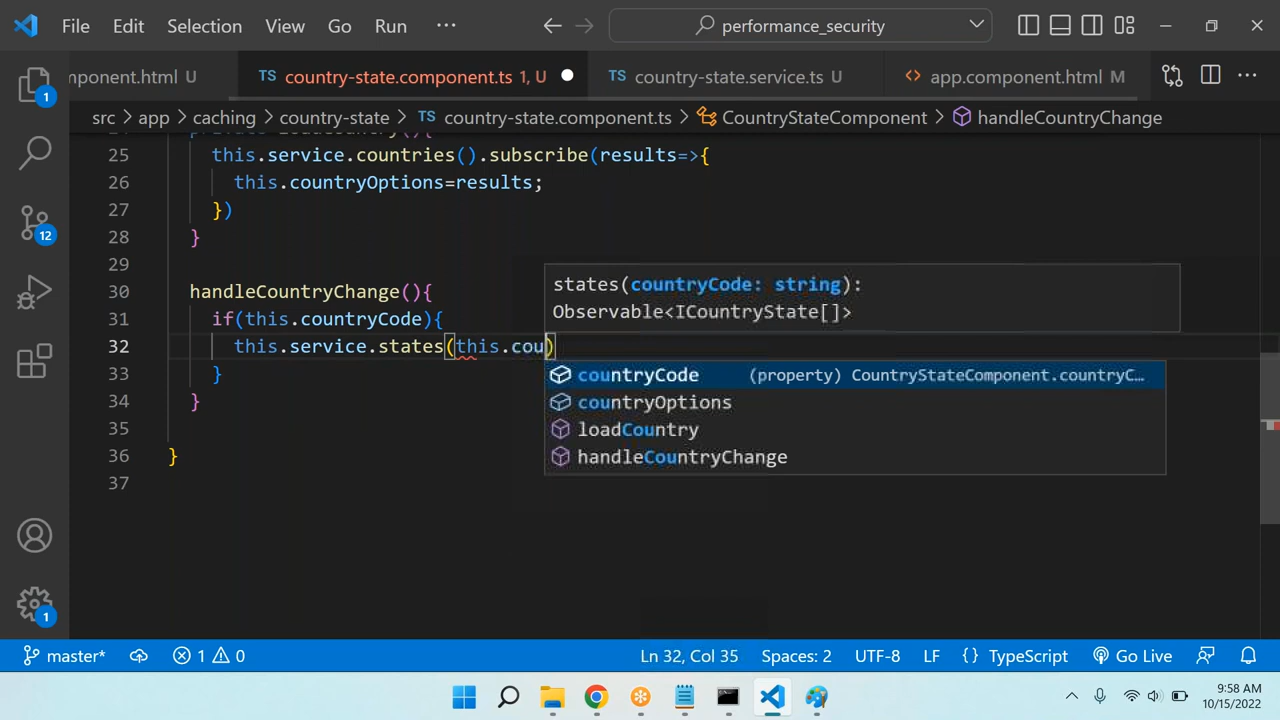 File Edit Selection View Go Run ··· performance_security
mponent.html U TS country-state.component.ts 1, U TS country-state.service.ts U <> app.component.html M ···
src > app > caching > country-state > TS country-state.component.ts > CountryStateComponent > handleCountryChange
25 this.service.countries().subscribe(results=>{
26 this.countryOptions=results;
27 })
28 }
29
30 handleCountryChange(){
31 if(this.countryCode){
32 this.service.states(this.cou)
33 }
34 }
35
36 }
37
states(countryCode: string):
Observable<ICountryState[]>
countryCode (property) CountryStateComponent.countryC…
countryOptions
loadCountry
handleCountryChange
1
12
1
master* 1 0 Ln 32, Col 35 Spaces: 2 UTF-8 LF {} TypeScript Go Live
9:58 AM
10/15/2022